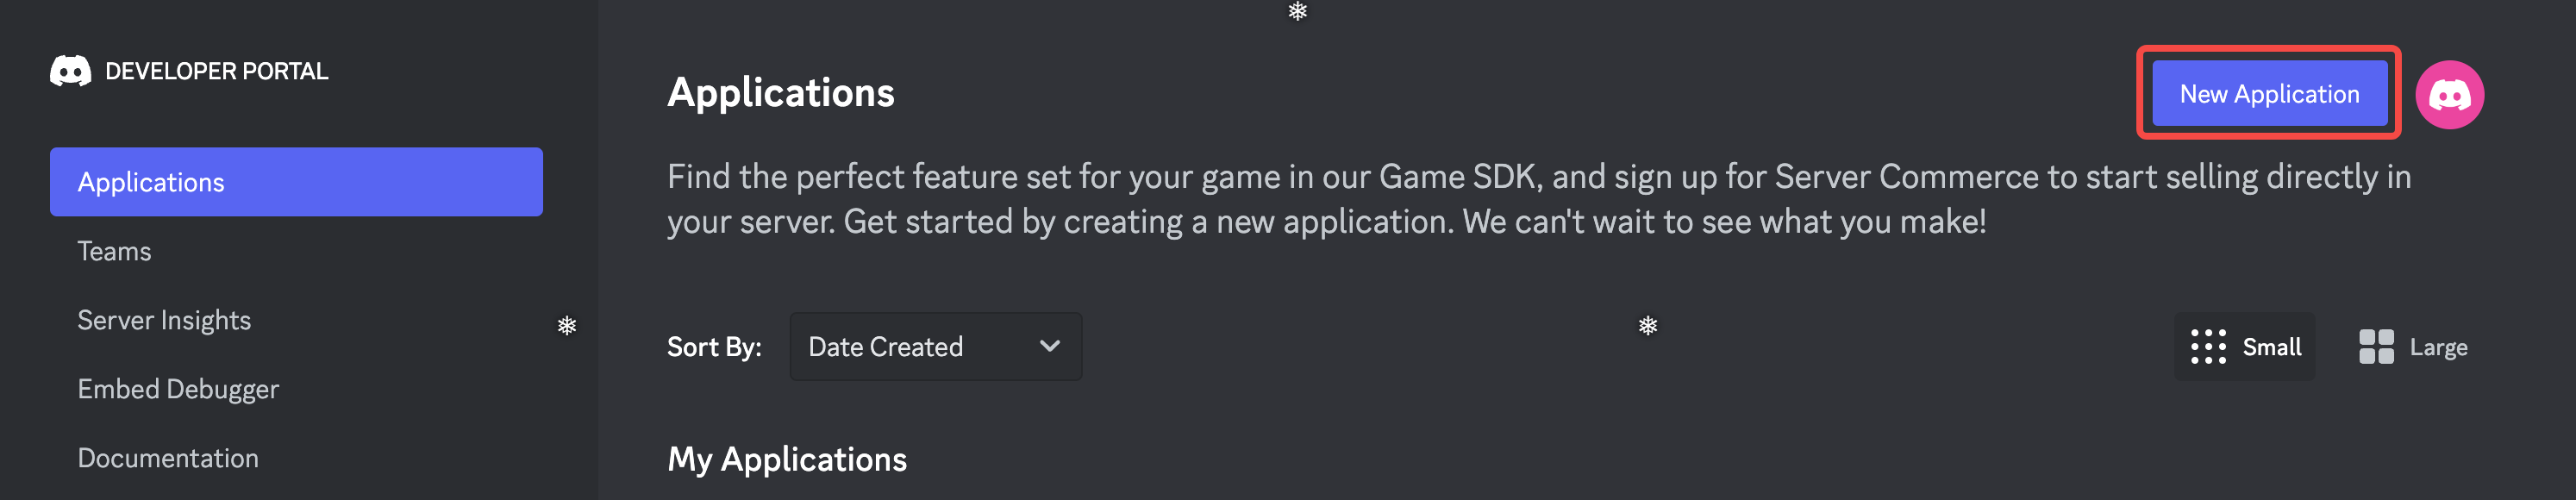 DEVELOPER PORTAL
Applications
Teams
Server Insights
Embed Debugger
Documentation
Applications
New Application
Find the perfect feature set for your game in our Game SDK, and sign up for Server Commerce to start selling directly in
your server. Get started by creating a new application. We can't wait to see what you make!
Sort By: Date Created
Small Large
My Applications